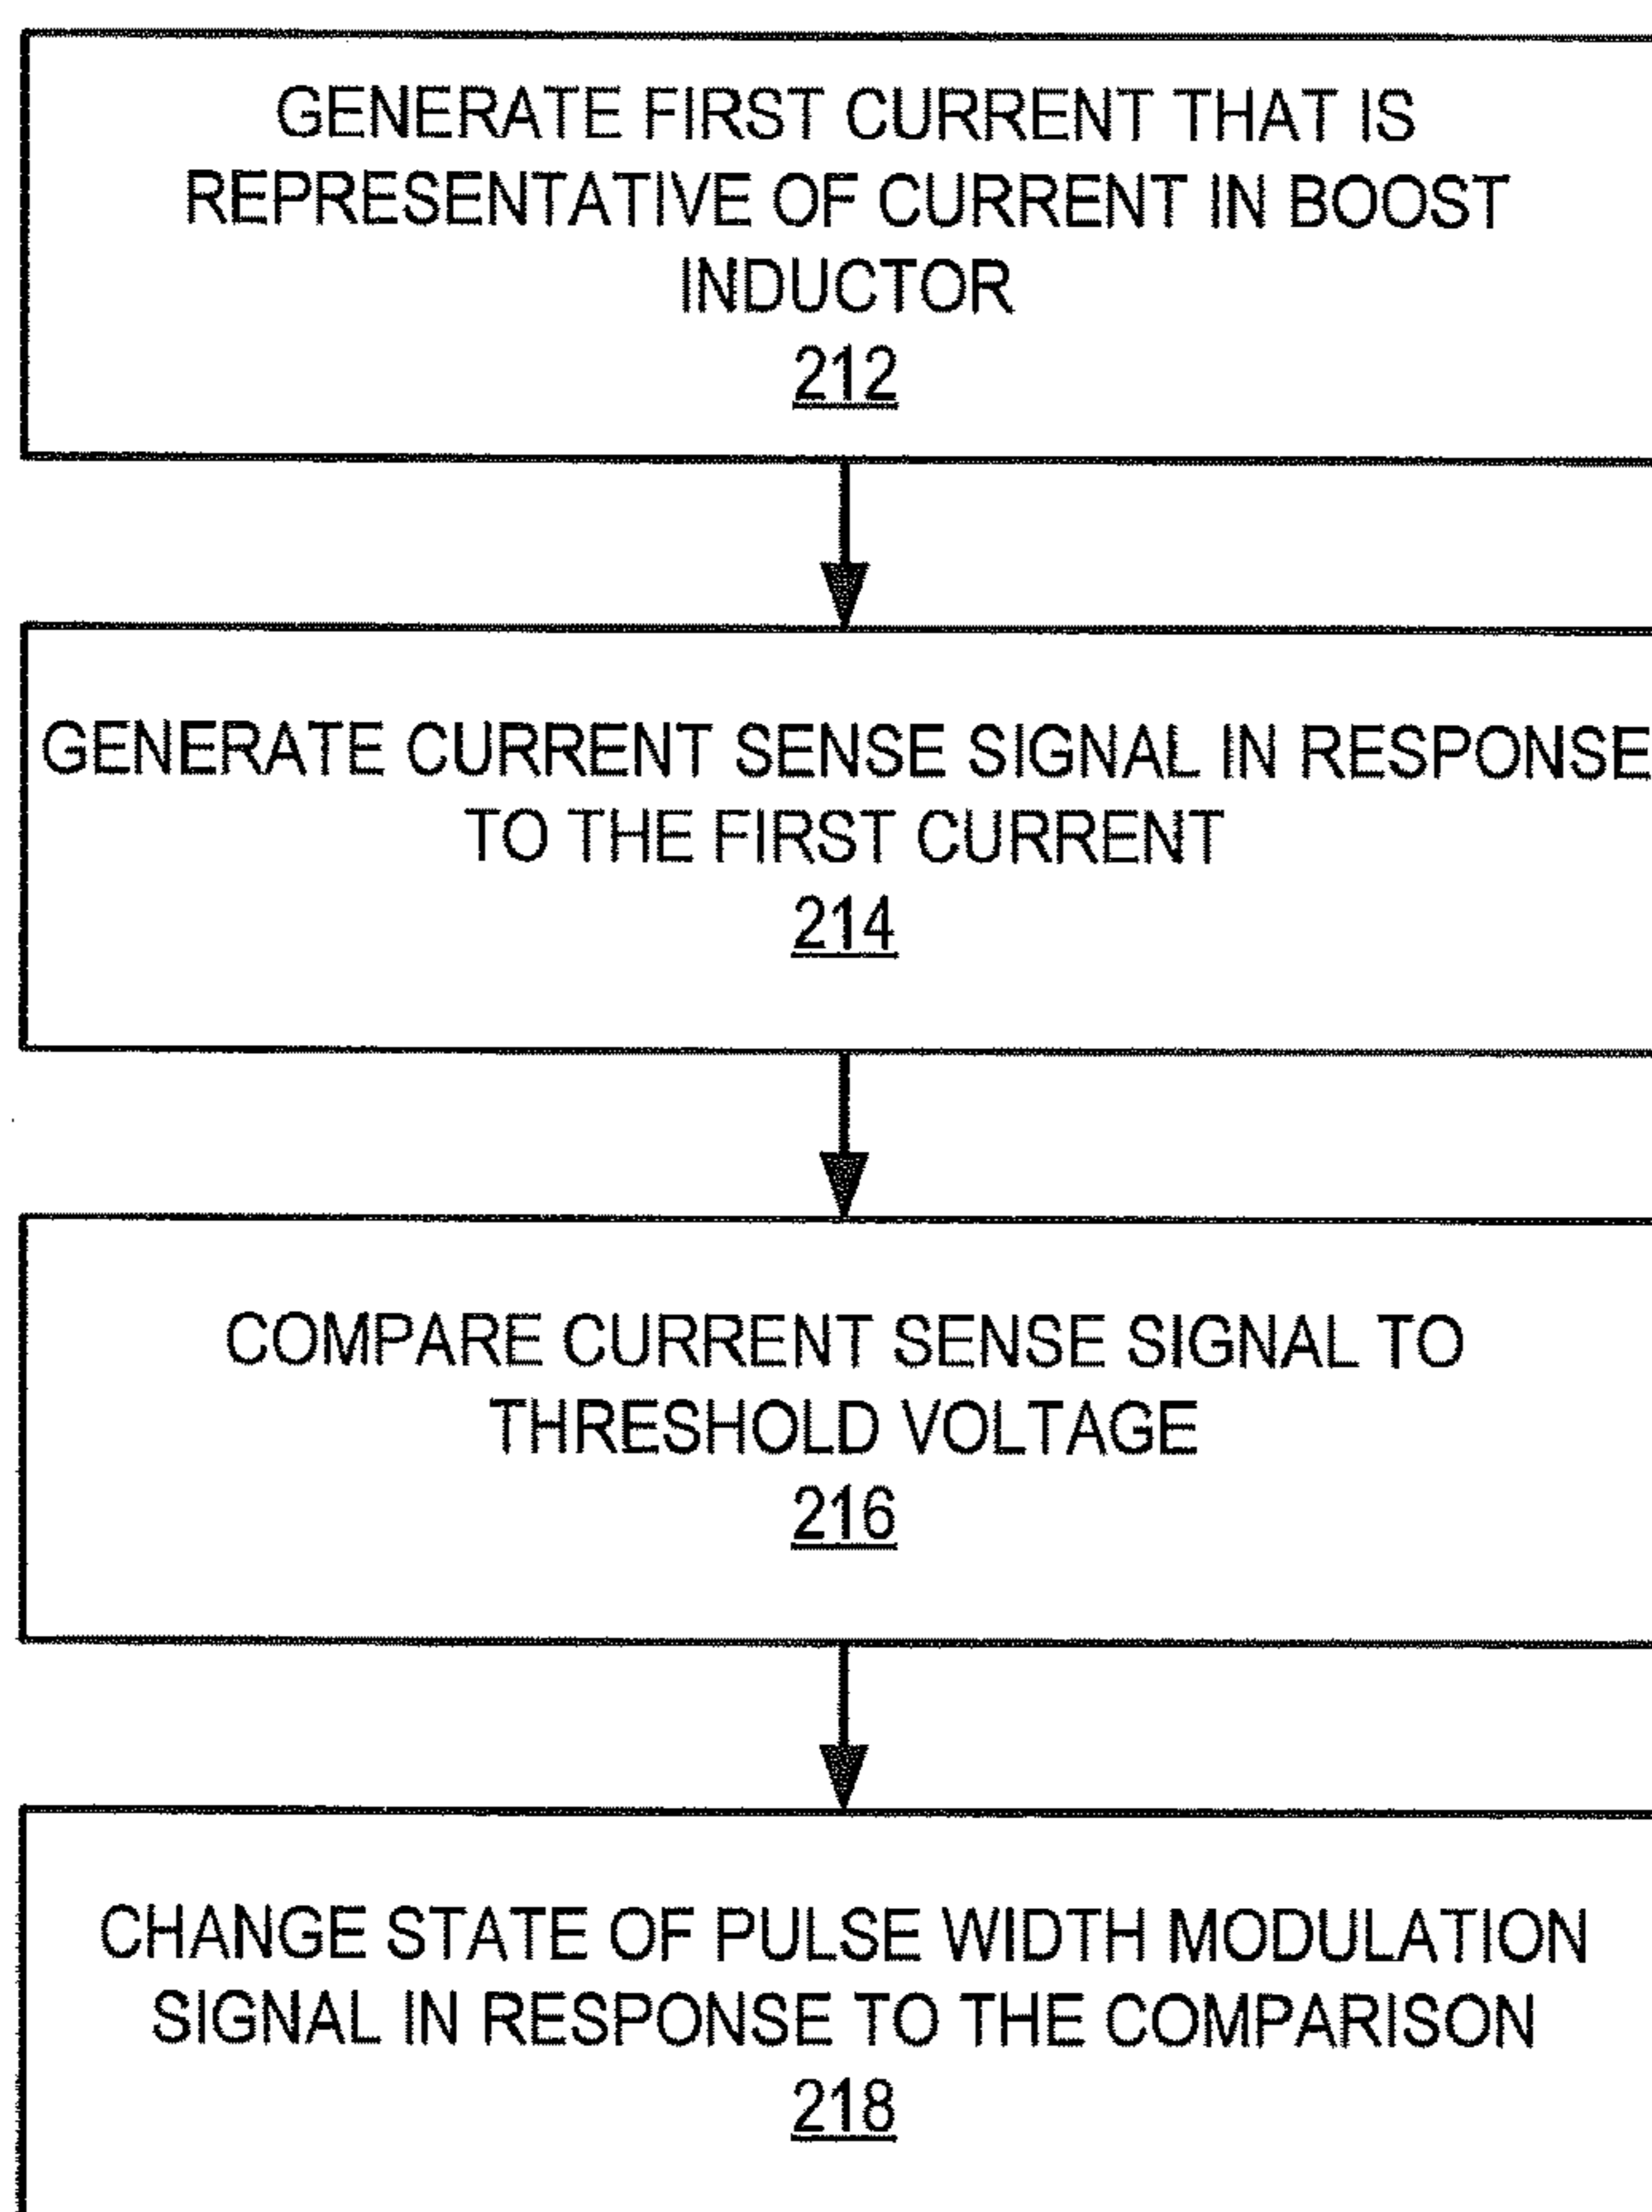 GENERATE FIRST CURRENT THAT IS
REPRESENTATIVE OF CURRENT IN BOOST
INDUCTOR
212
GENERATE CURRENT SENSE SIGNAL IN RESPONSE
TO THE FIRST CURRENT
214
COMPARE CURRENT SENSE SIGNAL TO
THRESHOLD VOLTAGE
216
CHANGE STATE OF PULSE WIDTH MODULATION
SIGNAL IN RESPONSE TO THE COMPARISON
218